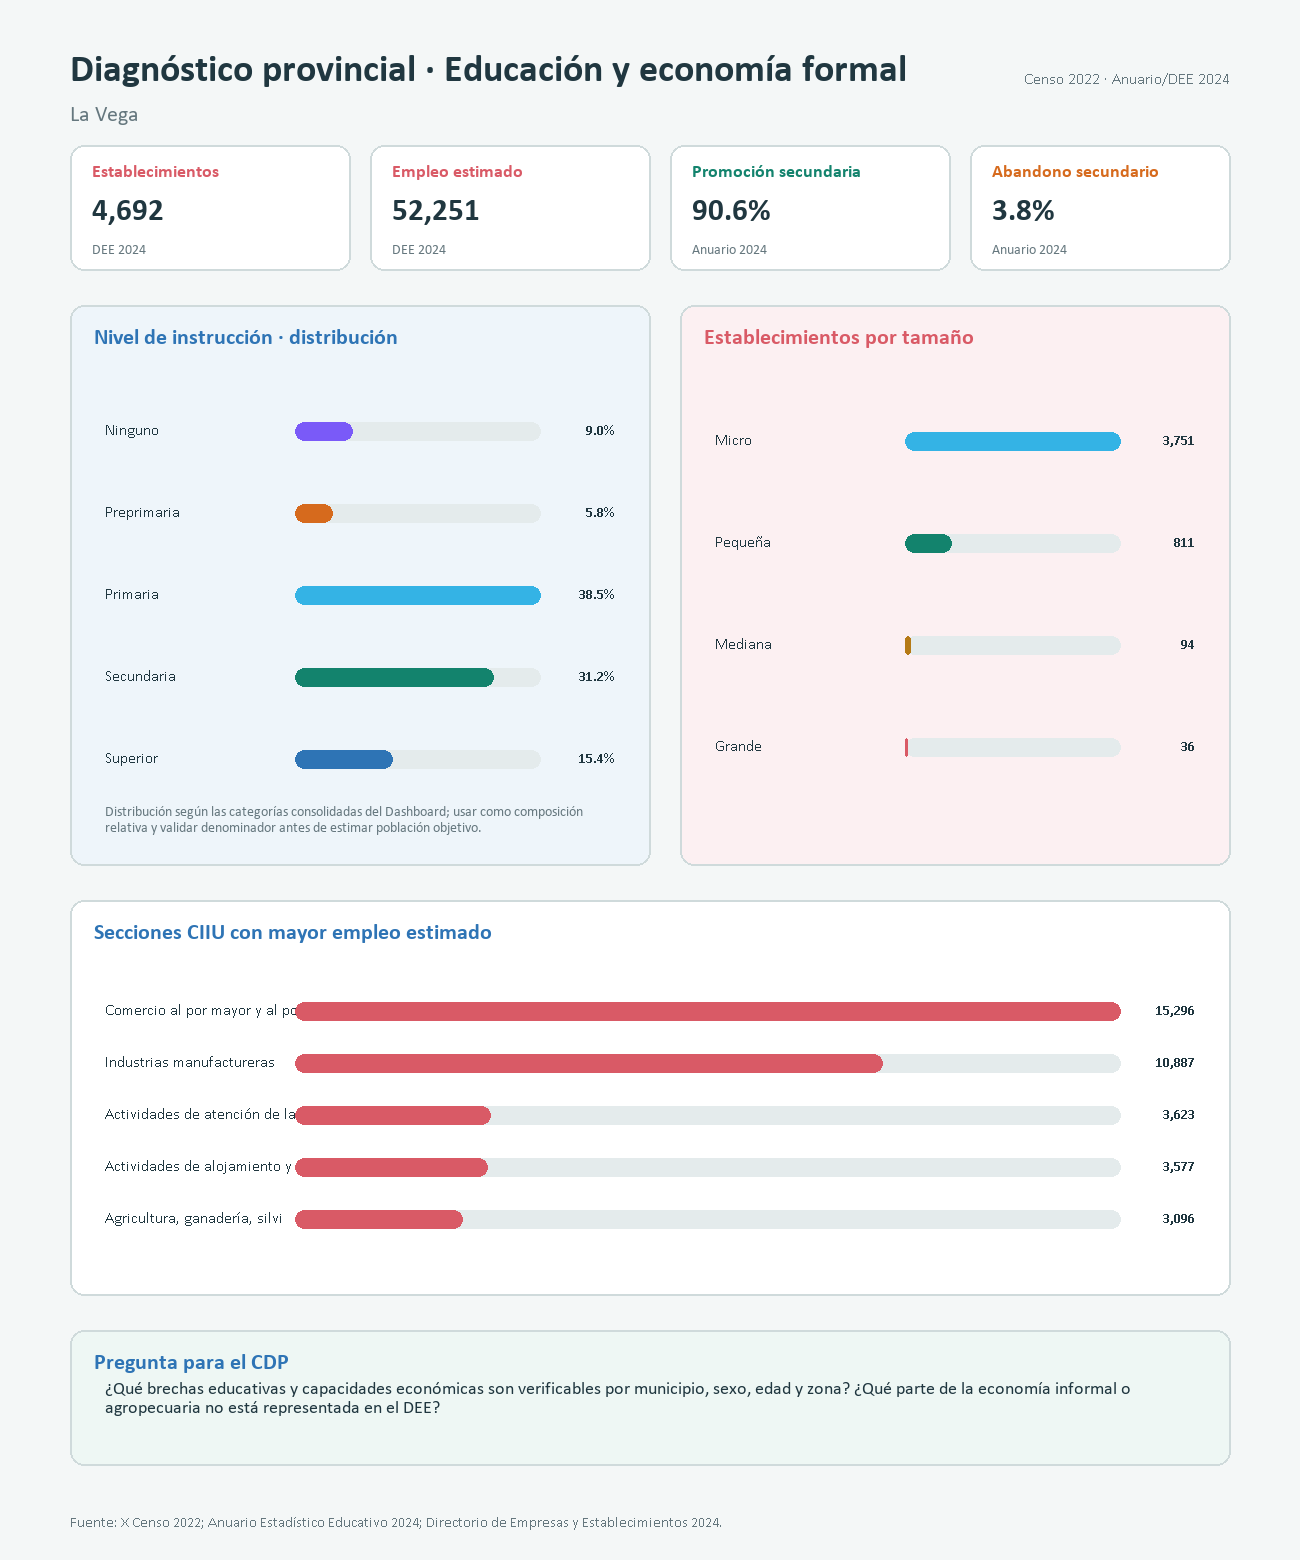 Diagnóstico provincial · Educación y economía formal
Censo 2022 · Anuario/DEE 2024
La Vega
Establecimientos
4,692
DEE 2024
Empleo estimado
52,251
DEE 2024
Promoción secundaria
90.6%
Anuario 2024
Abandono secundario
3.8%
Anuario 2024
Nivel de instrucción · distribución
Ninguno 9.0%
Preprimaria 5.8%
Primaria 38.5%
Secundaria 31.2%
Superior 15.4%
Distribución según las categorías consolidadas del Dashboard; usar como composición
relativa y validar denominador antes de estimar población objetivo.
Establecimientos por tamaño
Micro 3,751
Pequeña 811
Mediana 94
Grande 36
Secciones CIIU con mayor empleo estimado
Comercio al por mayor y al po 15,296
Industrias manufactureras 10,887
Actividades de atención de la 3,623
Actividades de alojamiento y 3,577
Agricultura, ganadería, silvi 3,096
Pregunta para el CDP
¿Qué brechas educativas y capacidades económicas son verificables por municipio, sexo, edad y zona? ¿Qué parte de la economía informal o
agropecuaria no está representada en el DEE?
Fuente: X Censo 2022; Anuario Estadístico Educativo 2024; Directorio de Empresas y Establecimientos 2024.